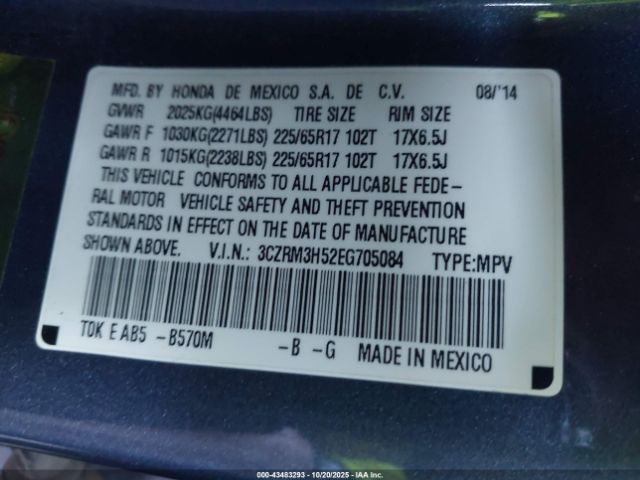 MFD. BY HONDA DE MEXICO S.A. DE C.V. 08/'14
GVWR 2025KG(4464LBS) TIRE SIZE RIM SIZE
GAWR F 1030KG(2271LBS) 225/65R17 102T 17X6.5J
GAWR R 1015KG(2238LBS) 225/65R17 102T 17X6.5J
THIS VEHICLE CONFORMS TO ALL APPLICABLE FEDE-
RAL MOTOR VEHICLE SAFETY AND THEFT PREVENTION
STANDARDS IN EFFECT ON THE DATE OF MANUFACTURE
SHOWN ABOVE. V.I.N.: 3CZRM3H52EG705084 TYPE:MPV
TOK E AB5 -B570M -B -G MADE IN MEXICO
000-43483293 - 10/20/2025 - IAA Inc.